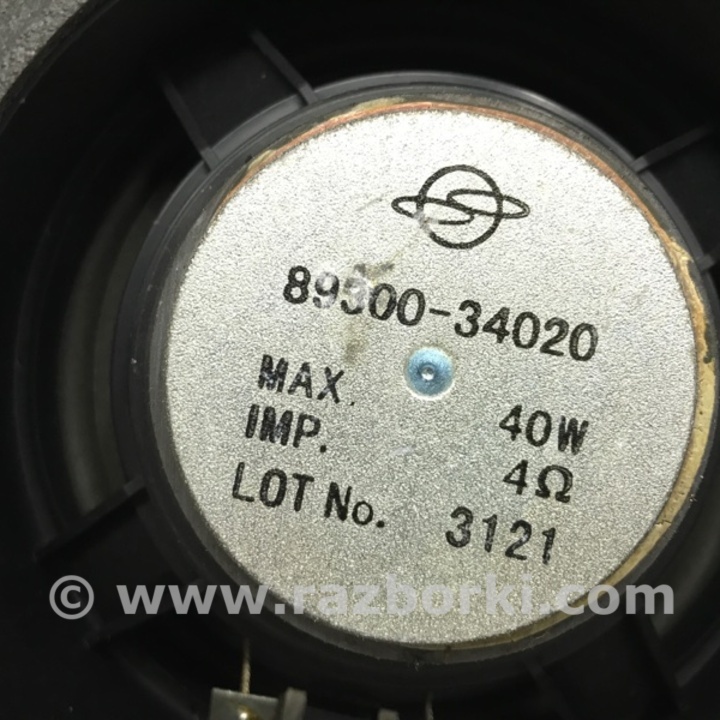 89300-34020
MAX. 40W
IMP. 4Ω
LOT No. 3121
© www.razborki.com